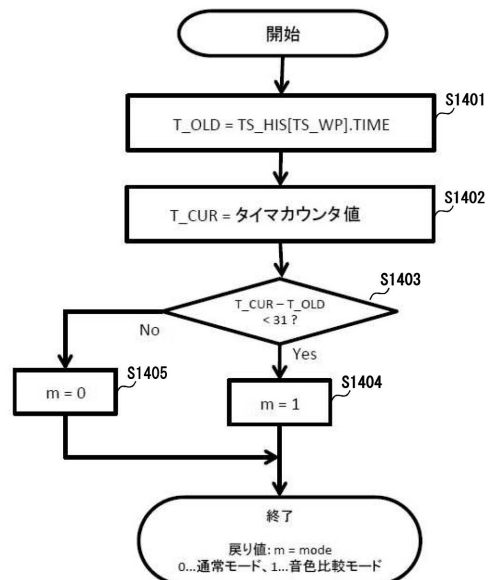 開始
T_OLD = TS_HIS[TS_WP].TIME
S1401
T_CUR = タイマカウンタ値
S1402
T_CUR – T_OLD
< 31 ?
S1403
No
Yes
m = 0
S1405
m = 1
S1404
終了
戻り値: m = mode
0...通常モード、1...音色比較モード